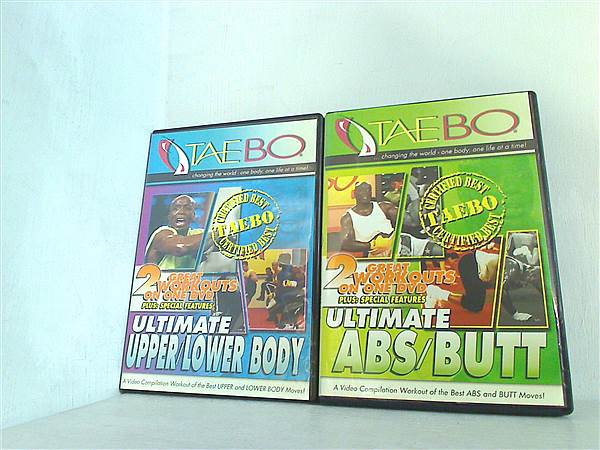 TAEBO®
changing the world - one body, one life at a time!
CERTIFIED BEST
TAEBO
CERTIFIED BEST
2 GREAT
WORKOUTS
ON ONE DVD
PLUS: SPECIAL FEATURES
ULTIMATE
UPPER/LOWER BODY
A Video Compilation Workout of the Best UPPER and LOWER BODY Moves!
TAEBO®
changing the world - one body, one life at a time!
CERTIFIED BEST
TAEBO
CERTIFIED BEST
2 GREAT
WORKOUTS
ON ONE DVD
PLUS: SPECIAL FEATURES
ULTIMATE
ABS/BUTT
A Video Compilation Workout of the Best ABS and BUTT Moves!